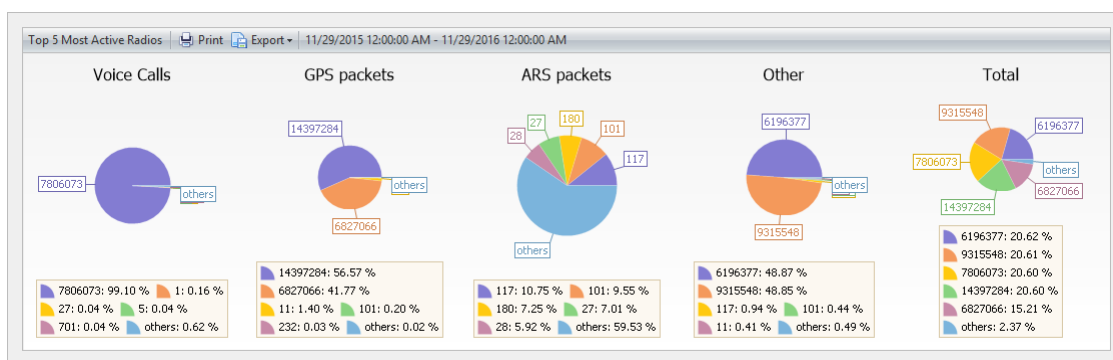 Top 5 Most Active Radios Print Export 11/29/2015 12:00:00 AM - 11/29/2016 12:00:00 AM
Voice Calls
7806073
others
7806073: 99.10 % 1: 0.16 %
27: 0.04 % 5: 0.04 %
701: 0.04 % others: 0.62 %
GPS packets
14397284
others
6827066
14397284: 56.57 %
6827066: 41.77 %
11: 1.40 % 101: 0.20 %
232: 0.03 % others: 0.02 %
ARS packets
180
27
101
28
117
others
117: 10.75 % 101: 9.55 %
180: 7.25 % 27: 7.01 %
28: 5.92 % others: 59.53 %
Other
6196377
others
9315548
6196377: 48.87 %
9315548: 48.85 %
117: 0.94 % 101: 0.44 %
11: 0.41 % others: 0.49 %
Total
9315548
6196377
7806073
others
6827066
14397284
6196377: 20.62 %
9315548: 20.61 %
7806073: 20.60 %
14397284: 20.60 %
6827066: 15.21 %
others: 2.37 %